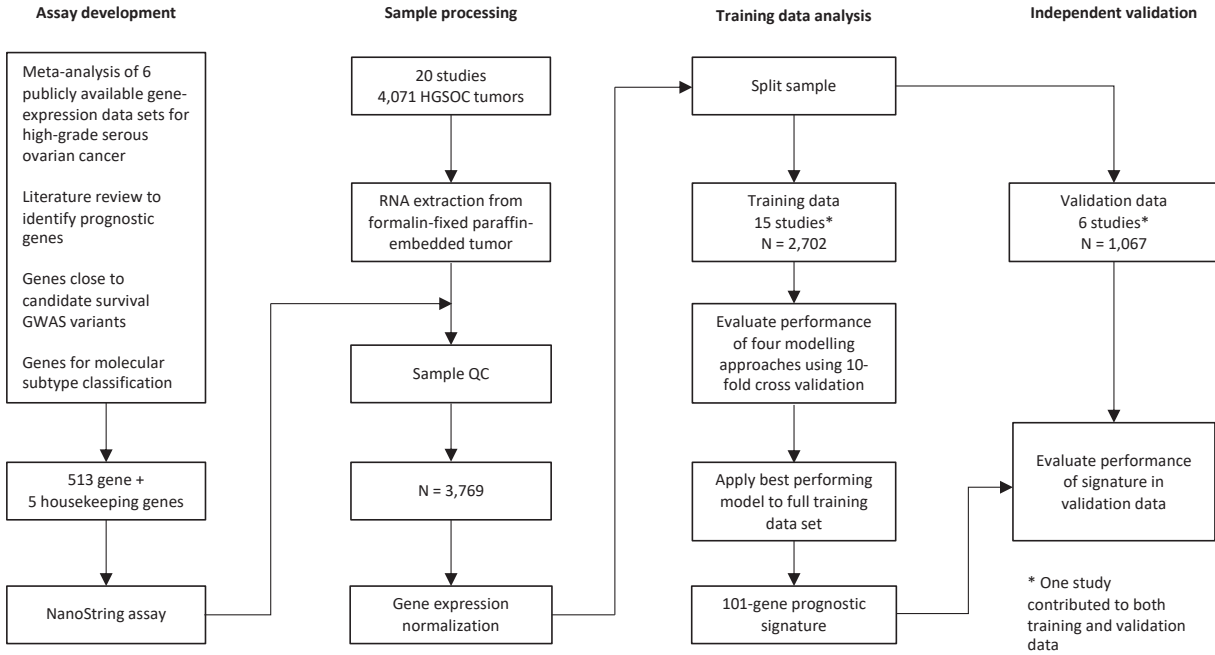 Assay development
Meta-analysis of 6
publicly available gene-
expression data sets for
high-grade serous
ovarian cancer
Literature review to
identify prognostic
genes
Genes close to
candidate survival
GWAS variants
Genes for molecular
subtype classification
513 gene +
5 housekeeping genes
NanoString assay
Sample processing
20 studies
4,071 HGSOC tumors
RNA extraction from
formalin-fixed paraffin-
embedded tumor
Sample QC
N = 3,769
Gene expression
normalization
Training data analysis
Split sample
Training data
15 studies*
N = 2,702
Evaluate performance
of four modelling
approaches using 10-
fold cross validation
Apply best performing
model to full training
data set
101-gene prognostic
signature
Independent validation
Validation data
6 studies*
N = 1,067
Evaluate performance
of signature in
validation data
* One study
contributed to both
training and validation
data